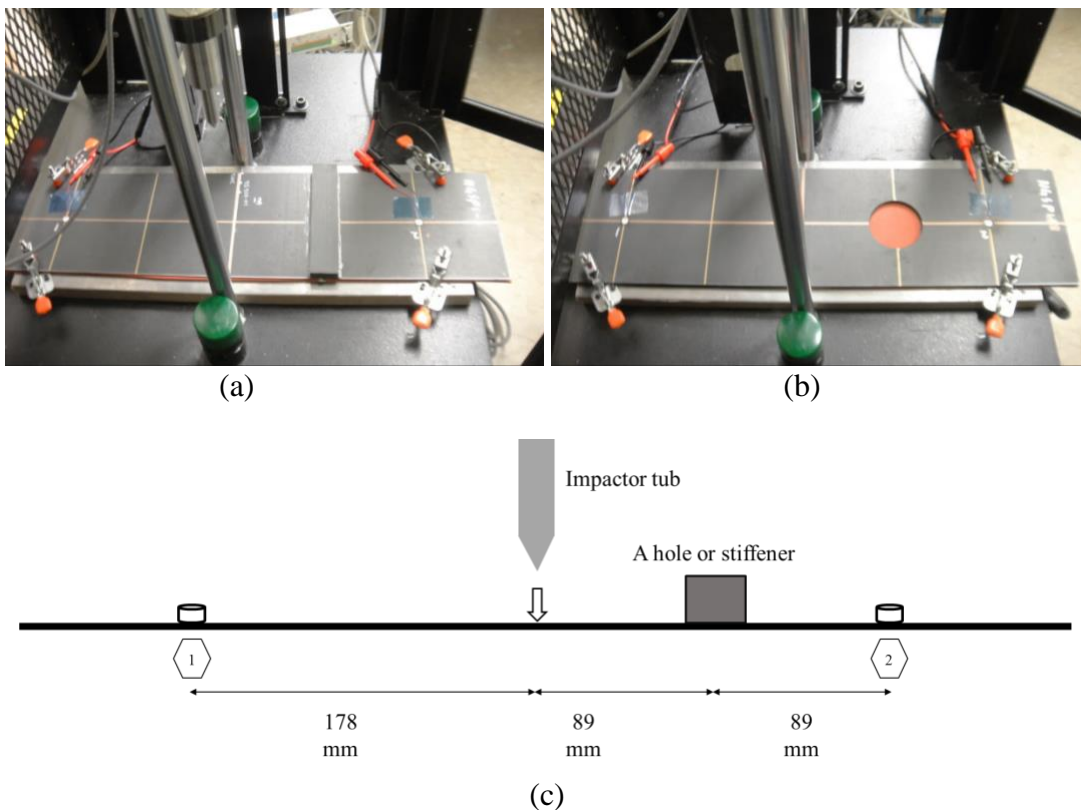 (a)
(b)
Impactor tub
A hole or stiffener
1
2
178
mm
89
mm
89
mm
(c)